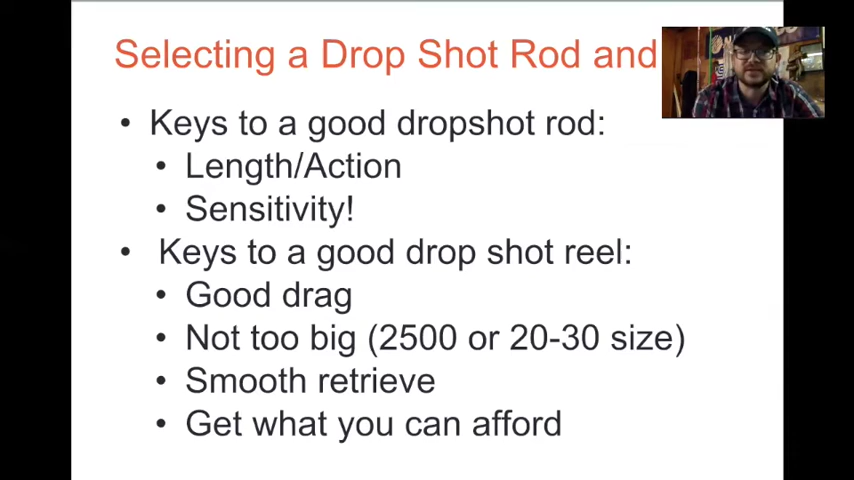 Selecting a Drop Shot Rod and
• Keys to a good dropshot rod:
• Length/Action
• Sensitivity!
• Keys to a good drop shot reel:
• Good drag
• Not too big (2500 or 20-30 size)
• Smooth retrieve
• Get what you can afford